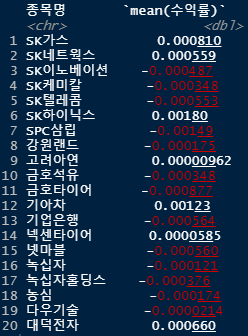 종목명 `mean(수익률)`
<chr> <dbl>
1 SK가스 0.000810
2 SK네트웍스 0.000559
3 SK이노베이션 -0.000487
4 SK케미칼 -0.000348
5 SK텔레콤 -0.000553
6 SK하이닉스 0.00180
7 SPC삼립 -0.00149
8 강원랜드 -0.000175
9 고려아연 0.00000962
10 금호석유 -0.000348
11 금호타이어 -0.000877
12 기아차 0.00123
13 기업은행 -0.000564
14 넥센타이어 0.0000585
15 넷마블 -0.000560
16 녹십자 -0.000121
17 녹십자홀딩스 -0.000376
18 농심 -0.000174
19 다우기술 -0.0000214
20 대덕전자 0.000660